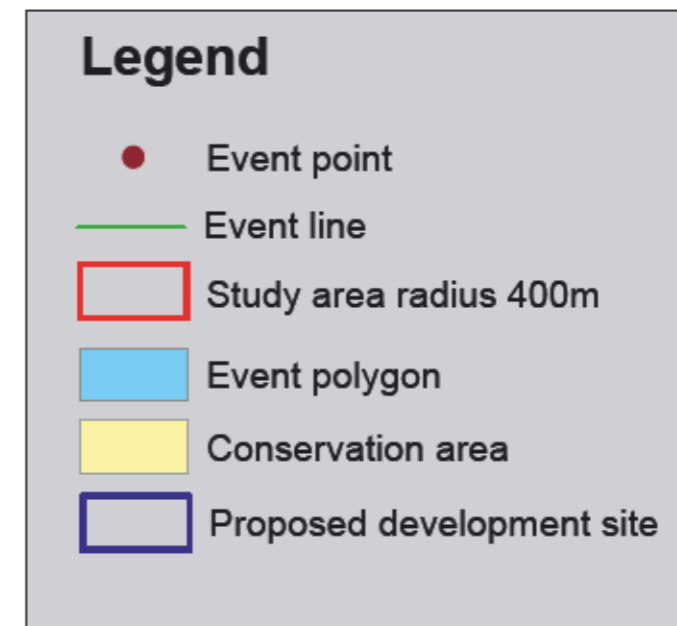 Legend
Event point
Event line
Study area radius 400m
Event polygon
Conservation area
Proposed development site